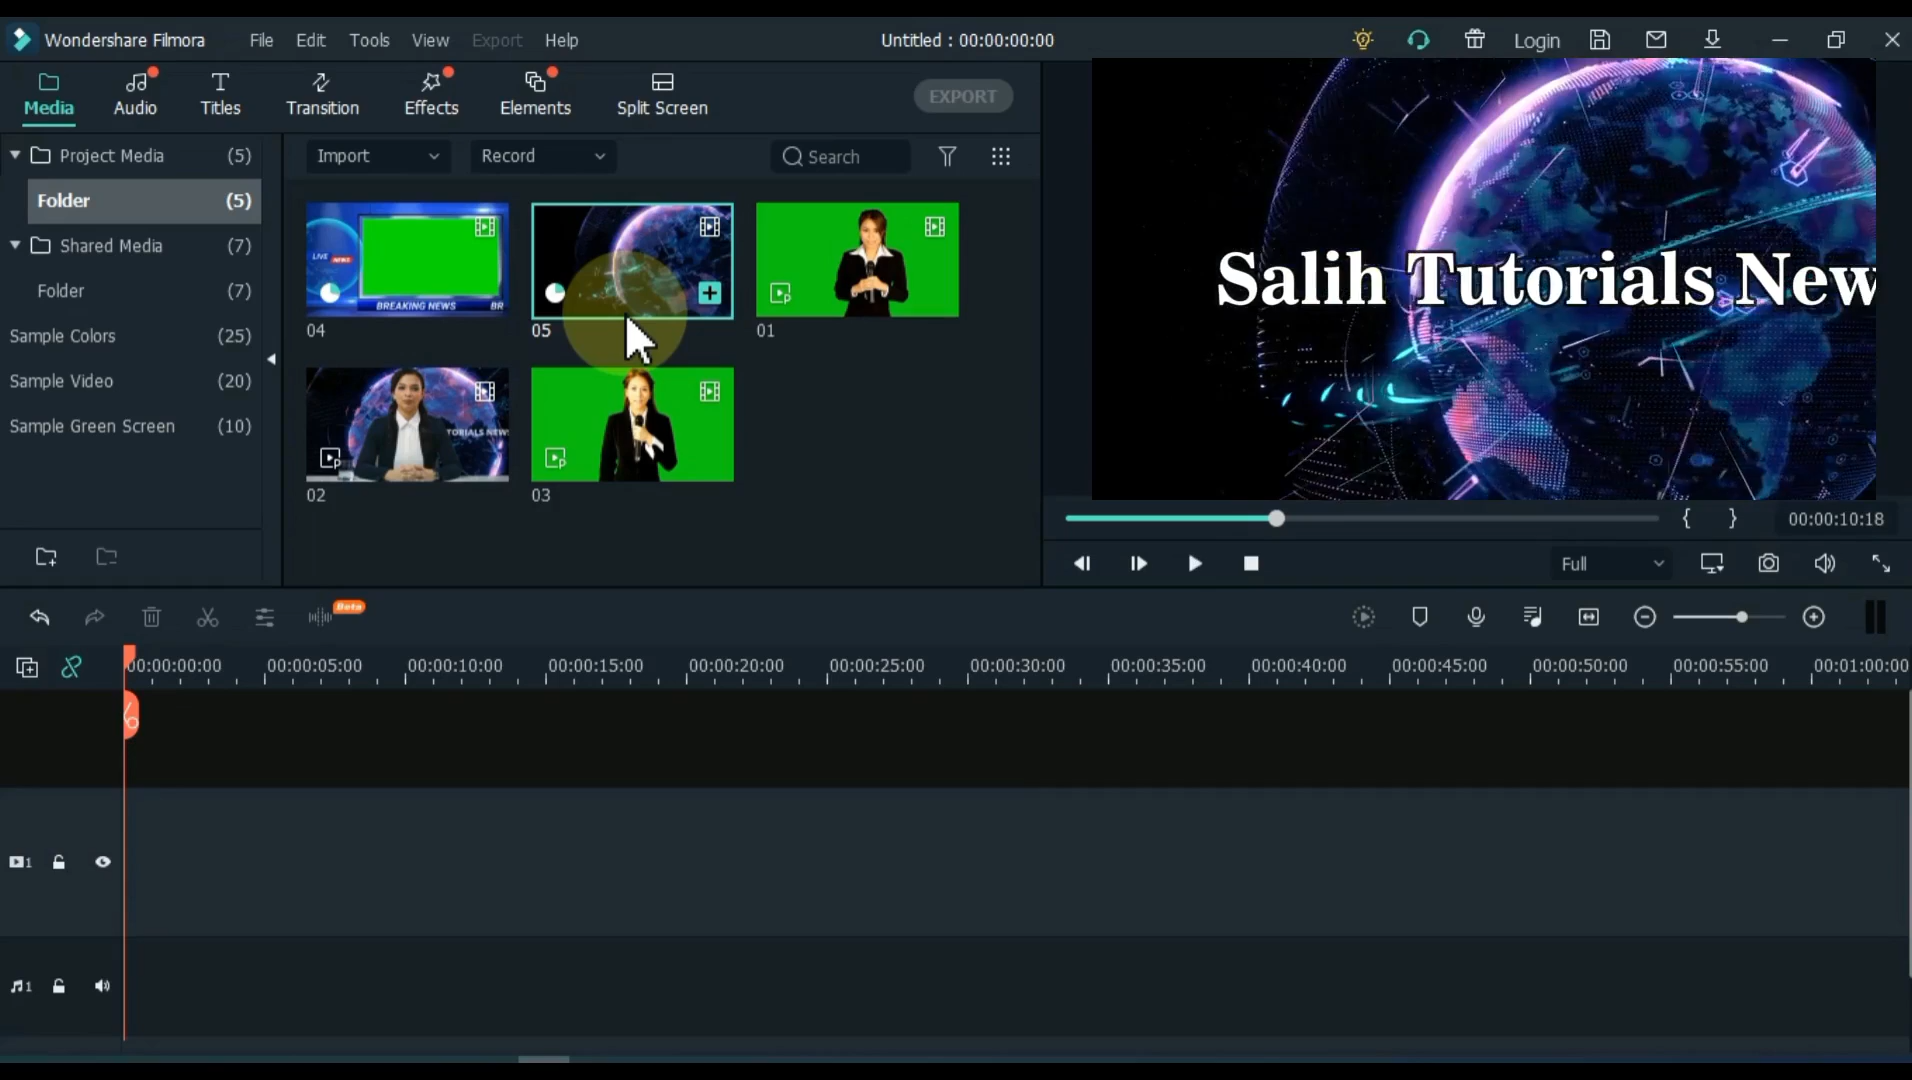 Wondershare Filmora File Edit Tools View Export Help Untitled : 00:00:00:00 Login
Media Audio Titles Transition Effects Elements Split Screen EXPORT
Project Media (5)
Folder (5)
Shared Media (7)
Folder (7)
Sample Colors (25)
Sample Video (20)
Sample Green Screen (10)
Import Record Search
LIVE NEWS
BREAKING NEWS BR
04 05 01
TORIALS NEWS
02 03
Salih Tutorials New
{ } 00:00:10:18
Full
Beta
00:00:00:00 00:00:05:00 00:00:10:00 00:00:15:00 00:00:20:00 00:00:25:00 00:00:30:00 00:00:35:00 00:00:40:00 00:00:45:00 00:00:50:00 00:00:55:00 00:01:00:00
1
1